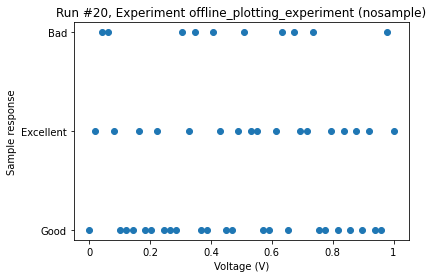 Run #20, Experiment offline_plotting_experiment (nosample)
Bad
Excellent
Good
Sample response
0 0.2 0.4 0.6 0.8 1
Voltage (V)